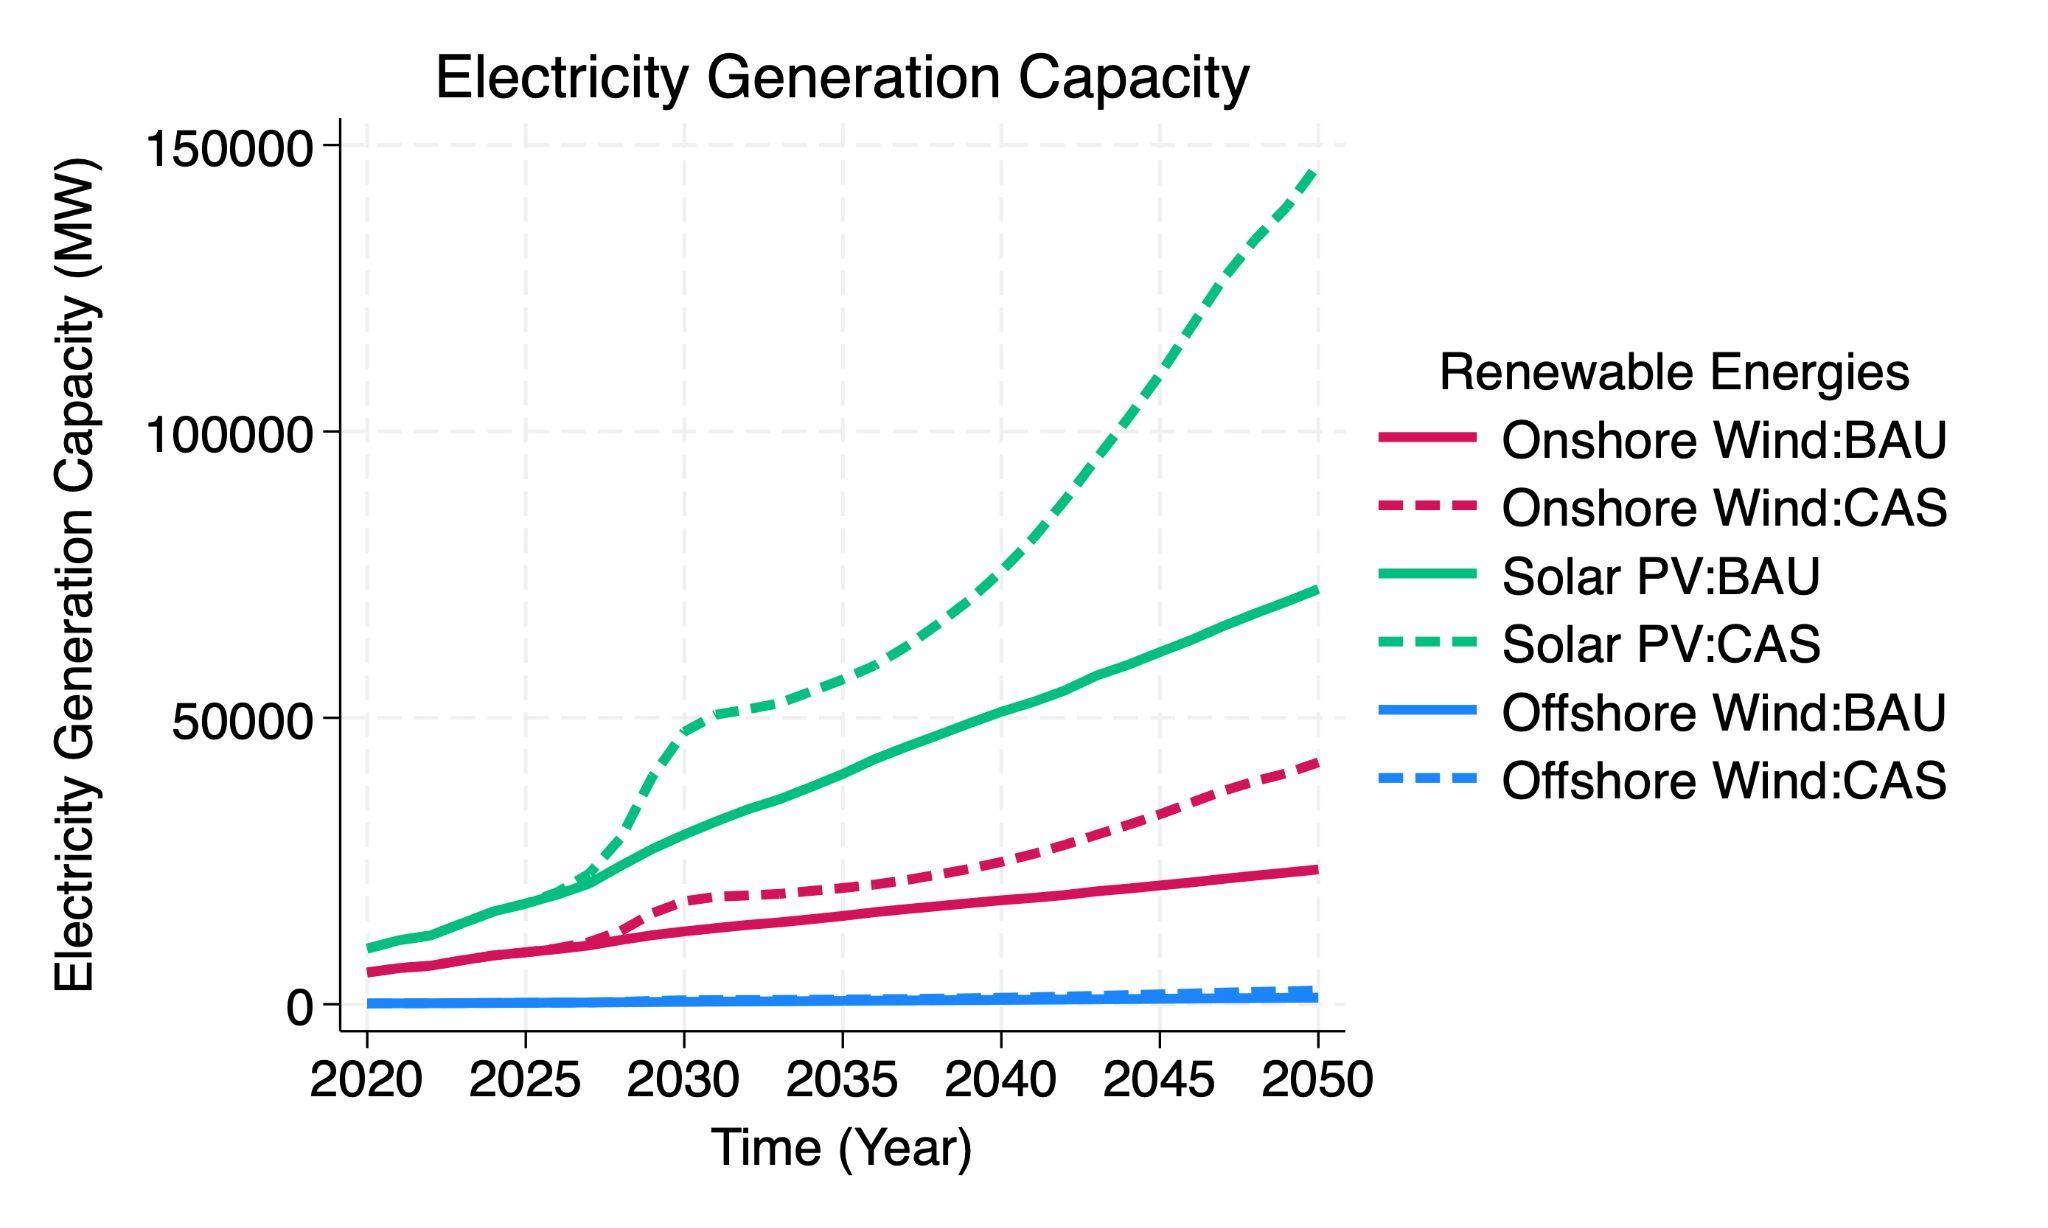 Electricity Generation Capacity
Electricity Generation Capacity (MW)
150000
100000
50000
0
2020 2025 2030 2035 2040 2045 2050
Time (Year)
Renewable Energies
Onshore Wind:BAU
Onshore Wind:CAS
Solar PV:BAU
Solar PV:CAS
Offshore Wind:BAU
Offshore Wind:CAS